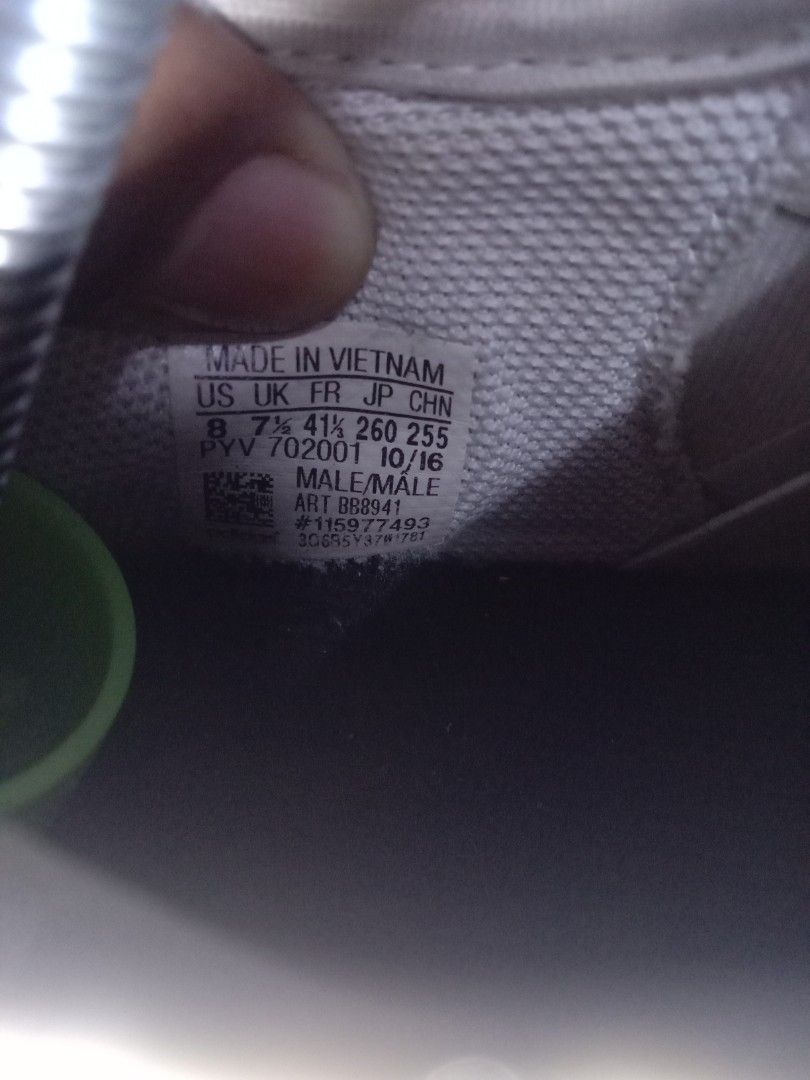 MADE IN VIETNAM
US UK FR JP CHN
8 7½ 41⅓ 260 255
PYV 702001 10/16
MALE/MÂLE
ART BB8941
#115977493